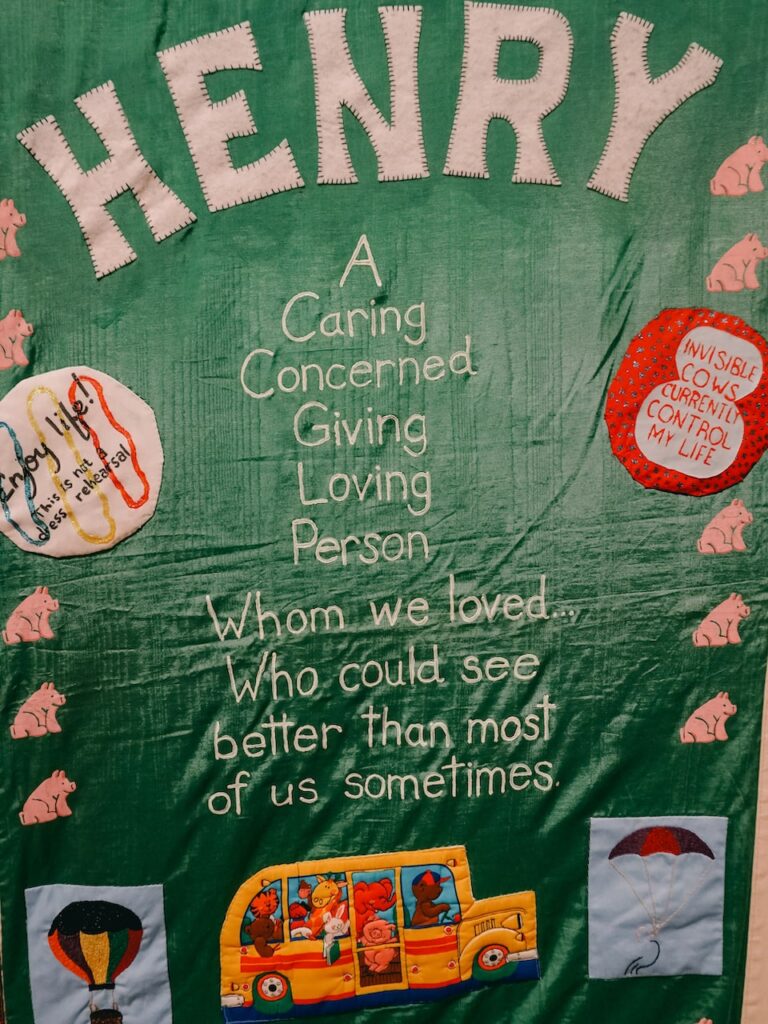 HENRY
A
Caring
Concerned
Giving
Loving
Person
Whom we loved...
Who could see
better than most
of us sometimes.
Enjoy life!
This is not a
dress rehearsal
INVISIBLE
COWS
CURRENTLY
CONTROL
MY LIFE